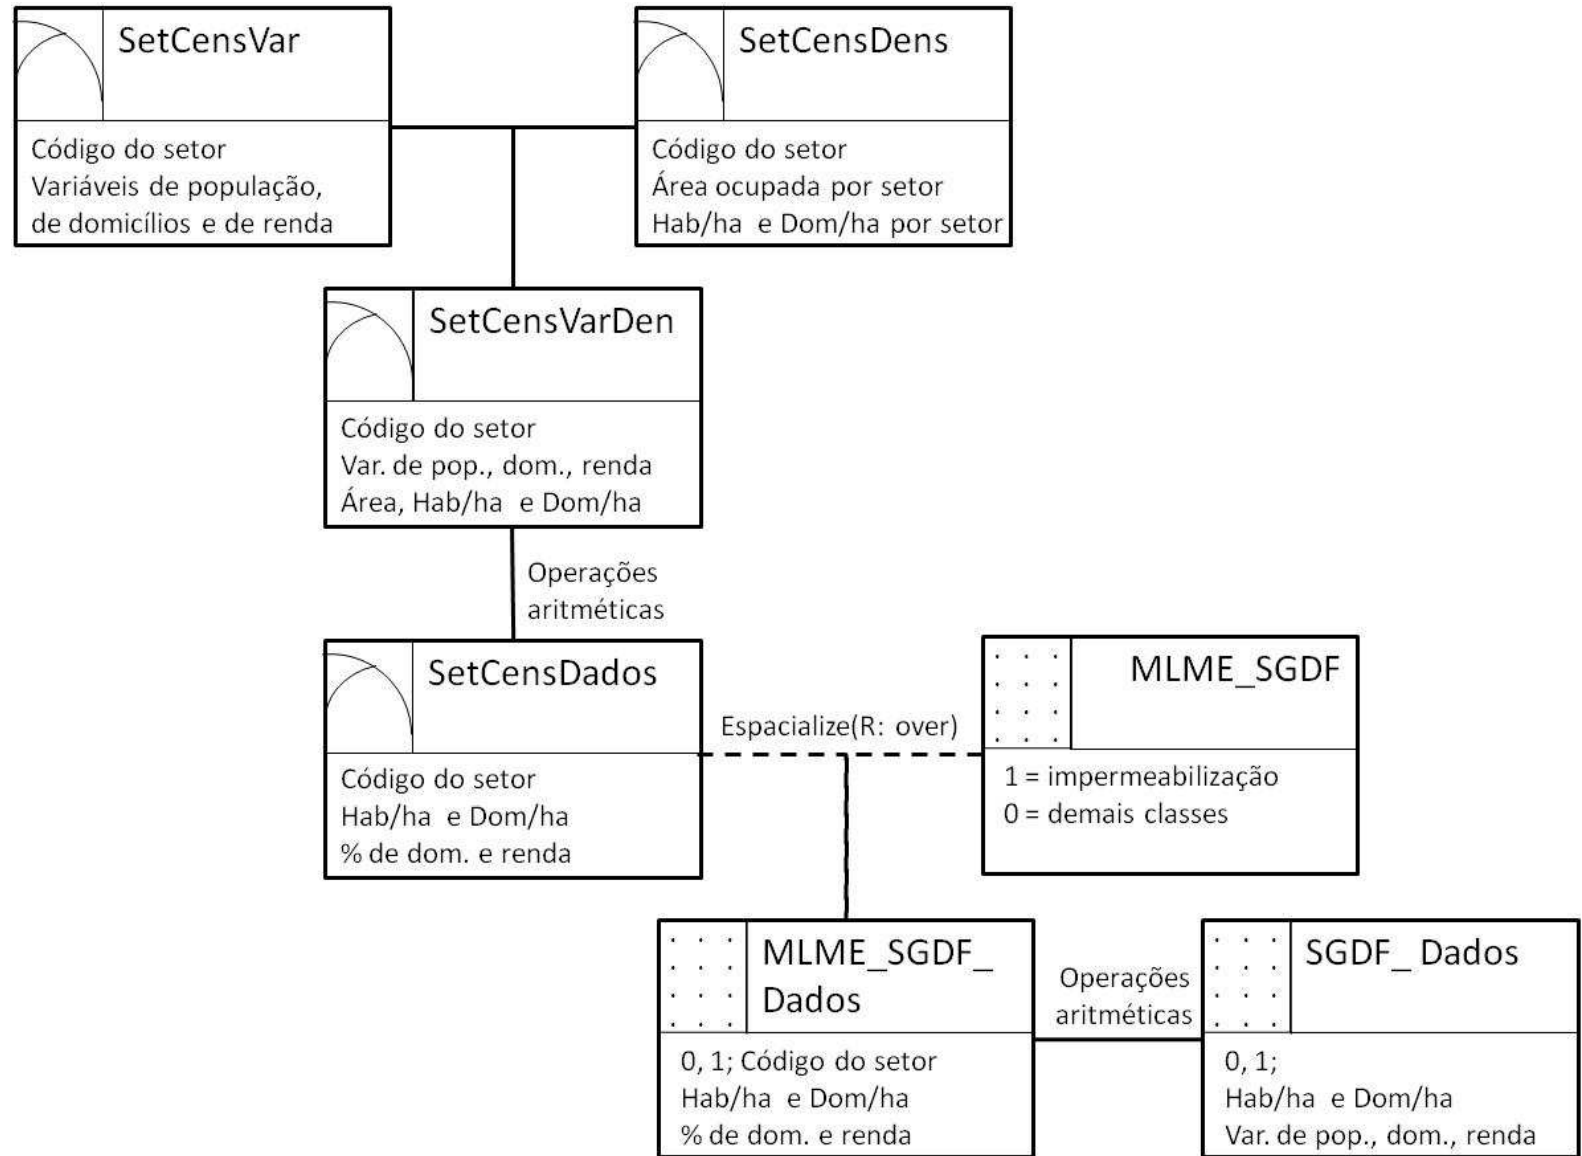 SetCensVar
Código do setor
Variáveis de população,
de domicílios e de renda
SetCensDens
Código do setor
Área ocupada por setor
Hab/ha e Dom/ha por setor
SetCensVarDen
Código do setor
Var. de pop., dom., renda
Área, Hab/ha e Dom/ha
Operações
aritméticas
SetCensDados
Código do setor
Hab/ha e Dom/ha
% de dom. e renda
Espacialize(R: over)
MLME_SGDF
1 = impermeabilização
0 = demais classes
MLME_SGDF_
Dados
0, 1; Código do setor
Hab/ha e Dom/ha
% de dom. e renda
Operações
aritméticas
SGDF_ Dados
0, 1;
Hab/ha e Dom/ha
Var. de pop., dom., renda